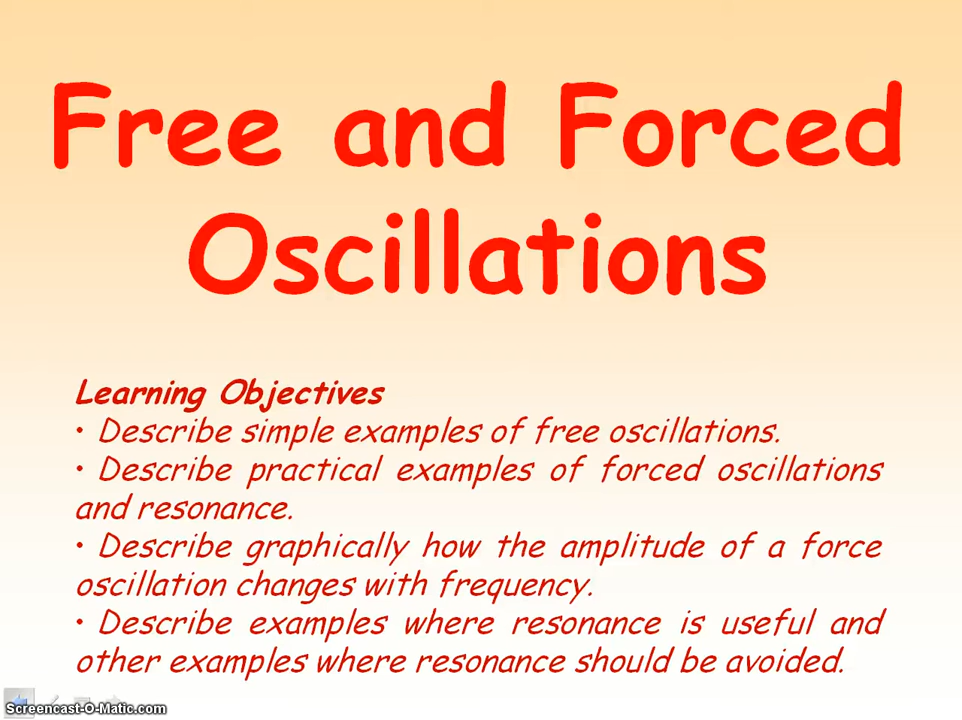 Free and Forced
Oscillations
Learning Objectives
• Describe simple examples of free oscillations.
• Describe practical examples of forced oscillations
and resonance.
• Describe graphically how the amplitude of a force
oscillation changes with frequency.
• Describe examples where resonance is useful and
other examples where resonance should be avoided.
Screencast-O-Matic.com